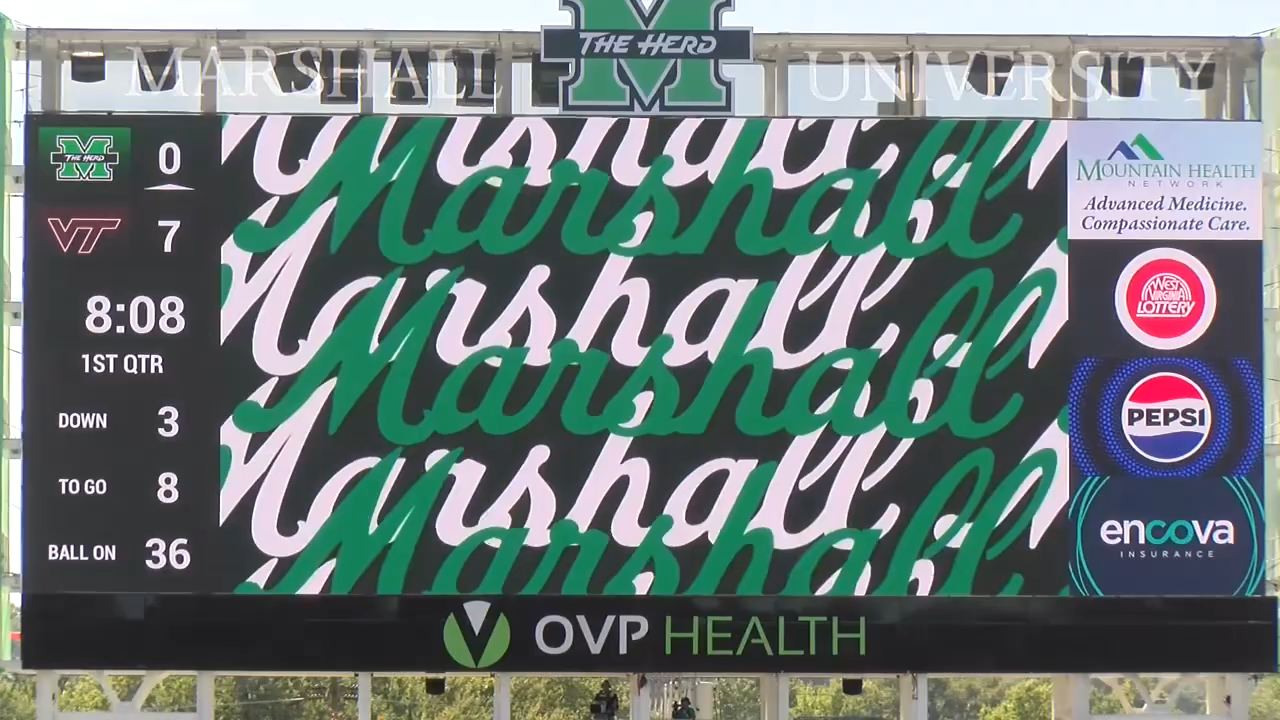 MARSHALL UNIVERSITY
M
THE HERD
M
THE HERD
0
VT
7
8:08
1ST QTR
DOWN 3
TO GO 8
BALL ON 36
Marshall
Marshall
Marshall
Marshall
Marshall
Marshall
MOUNTAIN HEALTH
NETWORK
Advanced Medicine.
Compassionate Care.
WEST
VIRGINIA
LOTTERY
PEPSI
encova
INSURANCE
OVP HEALTH